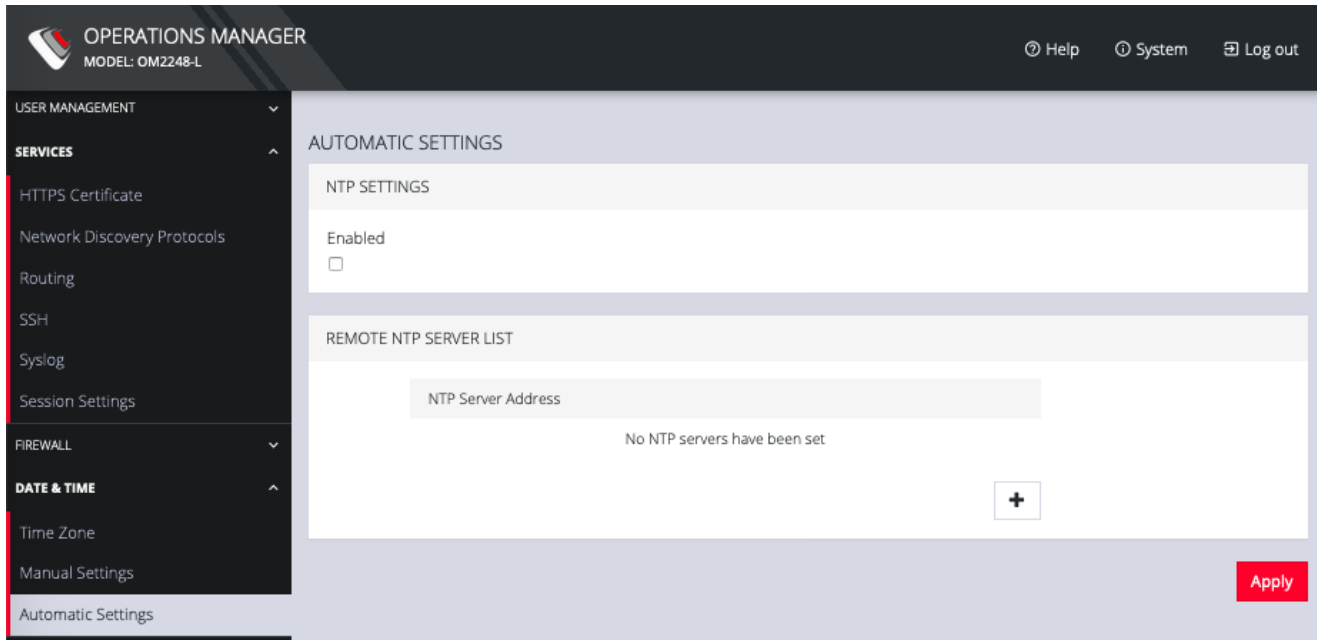 OPERATIONS MANAGER
MODEL: OM2248-L
Help
System
Log out
USER MANAGEMENT
SERVICES
HTTPS Certificate
Network Discovery Protocols
Routing
SSH
Syslog
Session Settings
FIREWALL
DATE & TIME
Time Zone
Manual Settings
Automatic Settings
AUTOMATIC SETTINGS
NTP SETTINGS
Enabled
REMOTE NTP SERVER LIST
NTP Server Address
No NTP servers have been set
Apply